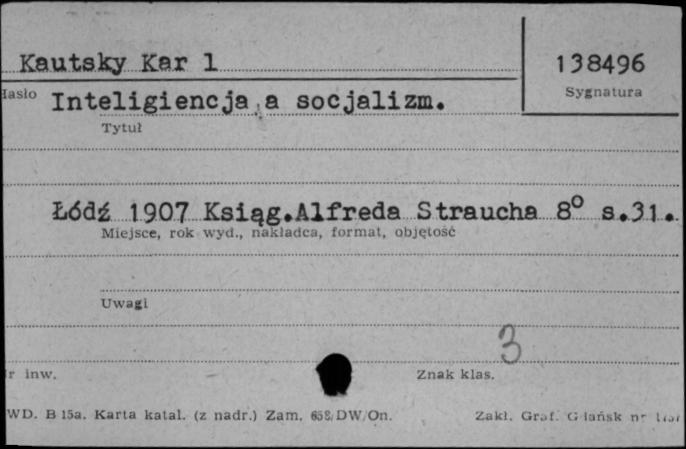 Kautsky Kar l
138496
Hasło
Sygnatura
Inteligiencja a socjalizm.
Tytuł
Łódź 1907 Księg.Alfreda Straucha 8° s.31.
Miejsce, rok wyd., nakładca, format, objętość
Uwagi
3
Nr inw.
Znak klas.
WD. B 15a. Karta katal. (z nadr.) Zam. 658/DW/On.
Zakł. Graf. Gdańsk nr